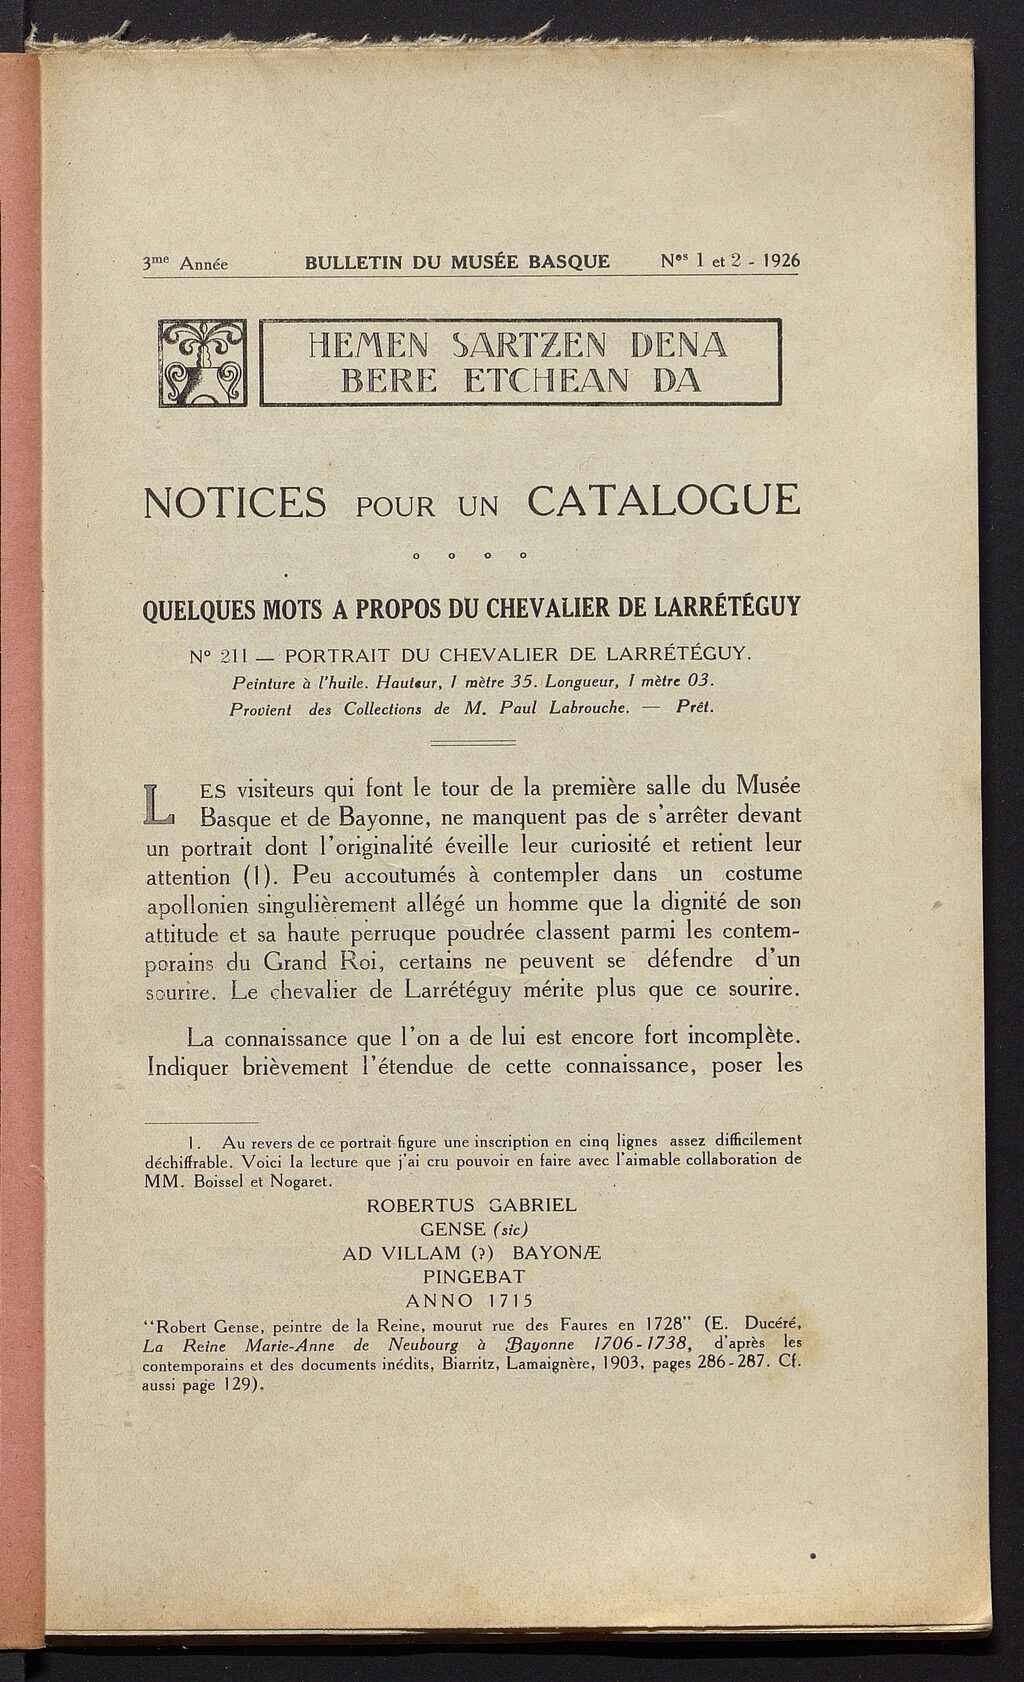 3me Année BULLETIN DU MUSÉE BASQUE Nos 1 et 2 - 1926
HEMEN SARTZEN DENA
BERE ETCHEAN DA
NOTICES POUR UN CATALOGUE
QUELQUES MOTS A PROPOS DU CHEVALIER DE LARRÉTÉGUY
No 211 — PORTRAIT DU CHEVALIER DE LARRÉTÉGUY.
Peinture à l'huile. Hauteur, 1 mètre 35. Longueur, 1 mètre 03.
Provient des Collections de M. Paul Labrouche. — Prêt.
LES visiteurs qui font le tour de la première salle du Musée
Basque et de Bayonne, ne manquent pas de s'arrêter devant
un portrait dont l'originalité éveille leur curiosité et retient leur
attention (1). Peu accoutumés à contempler dans un costume
apollonien singulièrement allégé un homme que la dignité de son
attitude et sa haute perruque poudrée classent parmi les contem-
porains du Grand Roi, certains ne peuvent se défendre d'un
sourire. Le chevalier de Larrétéguy mérite plus que ce sourire.
La connaissance que l'on a de lui est encore fort incomplète.
Indiquer brièvement l'étendue de cette connaissance, poser les
1. Au revers de ce portrait figure une inscription en cinq lignes assez difficilement
déchiffrable. Voici la lecture que j'ai cru pouvoir en faire avec l'aimable collaboration de
MM. Boissel et Nogaret.
ROBERTUS GABRIEL
GENSE (sic)
AD VILLAM (?) BAYONÆ
PINGEBAT
ANNO 1715
"Robert Gense, peintre de la Reine, mourut rue des Faures en 1728" (E. Ducéré,
La Reine Marie-Anne de Neubourg à Bayonne 1706-1738, d'après les
contemporains et des documents inédits, Biarritz, Lamaignère, 1903, pages 286-287. Cf.
aussi page 129).